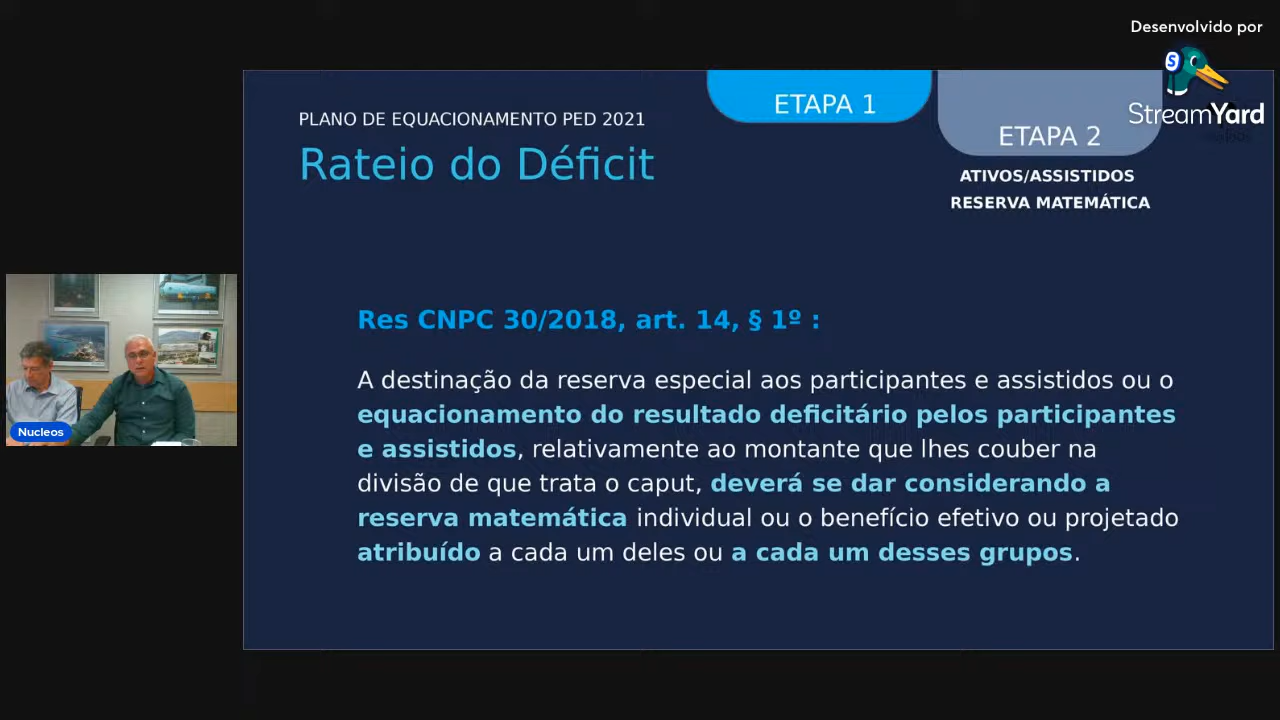 Desenvolvido por
StreamYard
ETAPA 1
ETAPA 2
ATIVOS/ASSISTIDOS
RESERVA MATEMÁTICA
PLANO DE EQUACIONAMENTO PED 2021
Rateio do Déficit
Res CNPC 30/2018, art. 14, § 1º :
A destinação da reserva especial aos participantes e assistidos ou o
equacionamento do resultado deficitário pelos participantes
e assistidos, relativamente ao montante que lhes couber na
divisão de que trata o caput, deverá se dar considerando a
reserva matemática individual ou o benefício efetivo ou projetado
atribuído a cada um deles ou a cada um desses grupos.
Nucleos